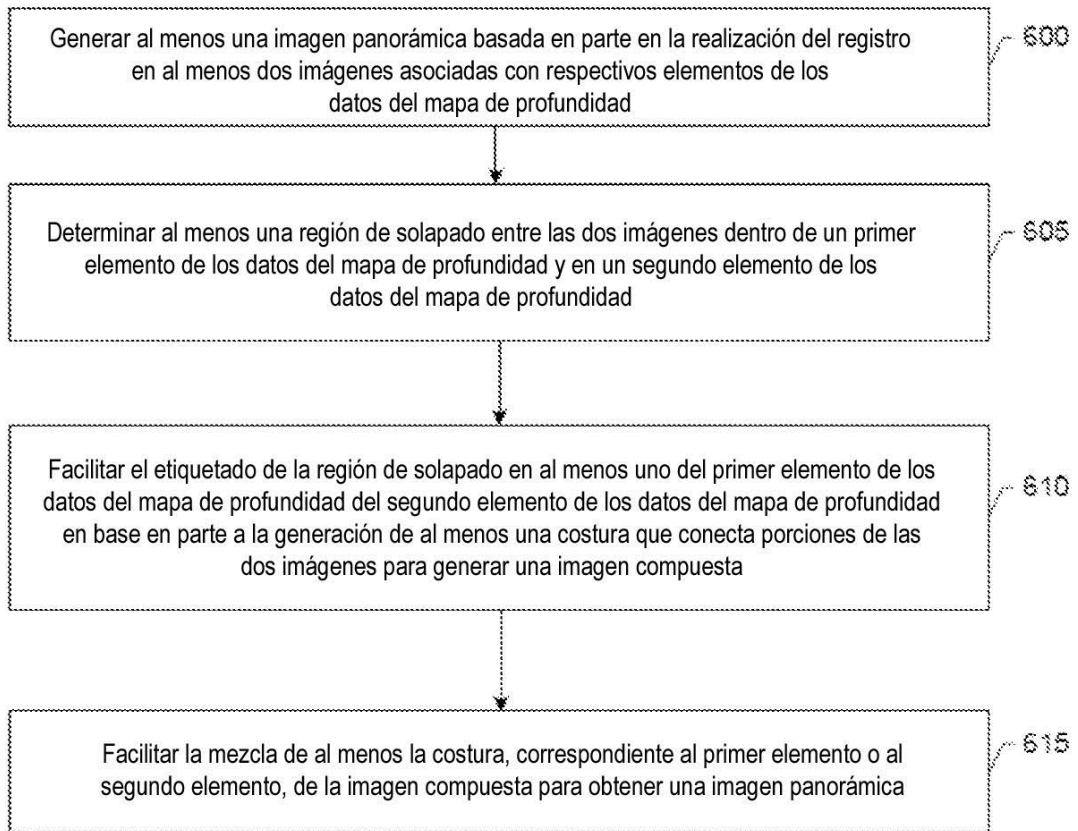 Generar al menos una imagen panorámica basada en parte en la realización del registro
en al menos dos imágenes asociadas con respectivos elementos de los
datos del mapa de profundidad
600
Determinar al menos una región de solapado entre las dos imágenes dentro de un primer
elemento de los datos del mapa de profundidad y en un segundo elemento de los
datos del mapa de profundidad
605
Facilitar el etiquetado de la región de solapado en al menos uno del primer elemento de los
datos del mapa de profundidad del segundo elemento de los datos del mapa de profundidad
en base en parte a la generación de al menos una costura que conecta porciones de las
dos imágenes para generar una imagen compuesta
610
Facilitar la mezcla de al menos la costura, correspondiente al primer elemento o al
segundo elemento, de la imagen compuesta para obtener una imagen panorámica
615